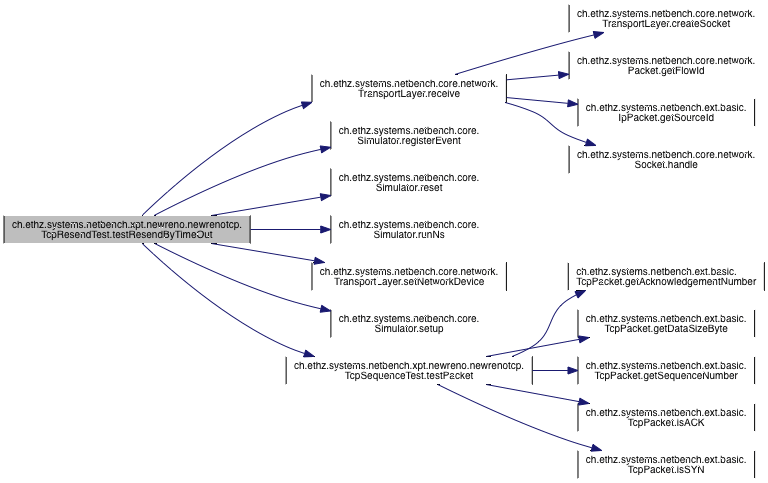 ch.ethz.systems.netbench.xpt.newreno.newrenotcp.
TcpResendTest.testResendByTimeOut
ch.ethz.systems.netbench.core.network.
TransportLayer.receive
ch.ethz.systems.netbench.core.network.
TransportLayer.createSocket
ch.ethz.systems.netbench.core.network.
Packet.getFlowId
ch.ethz.systems.netbench.ext.basic.
IpPacket.getSourceId
ch.ethz.systems.netbench.core.network.
Socket.handle
ch.ethz.systems.netbench.core.
Simulator.registerEvent
ch.ethz.systems.netbench.core.
Simulator.reset
ch.ethz.systems.netbench.core.
Simulator.runNs
ch.ethz.systems.netbench.core.network.
TransportLayer.setNetworkDevice
ch.ethz.systems.netbench.core.
Simulator.setup
ch.ethz.systems.netbench.xpt.newreno.newrenotcp.
TcpSequenceTest.testPacket
ch.ethz.systems.netbench.ext.basic.
TcpPacket.getAcknowledgementNumber
ch.ethz.systems.netbench.ext.basic.
TcpPacket.getDataSizeByte
ch.ethz.systems.netbench.ext.basic.
TcpPacket.getSequenceNumber
ch.ethz.systems.netbench.ext.basic.
TcpPacket.isACK
ch.ethz.systems.netbench.ext.basic.
TcpPacket.isSYN